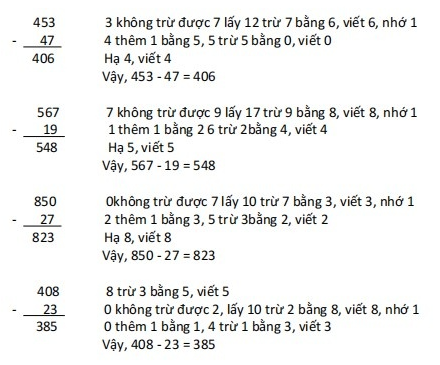 453 3 không trừ được 7 lấy 12 trừ 7 bằng 6, viết 6, nhớ 1
- 47 4 thêm 1 bằng 5, 5 trừ 5 bằng 0, viết 0
406 Hạ 4, viết 4
Vậy, 453 - 47 = 406
567 7 không trừ được 9 lấy 17 trừ 9 bằng 8, viết 8, nhớ 1
- 19 1 thêm 1 bằng 2 6 trừ 2bằng 4, viết 4
548 Hạ 5, viết 5
Vậy, 567 - 19 = 548
850 0không trừ được 7 lấy 10 trừ 7 bằng 3, viết 3, nhớ 1
- 27 2 thêm 1 bằng 3, 5 trừ 3bằng 2, viết 2
823 Hạ 8, viết 8
Vậy, 850 - 27 = 823
408 8 trừ 3 bằng 5, viết 5
- 23 0 không trừ được 2, lấy 10 trừ 2 bằng 8, viết 8, nhớ 1
385 0 thêm 1 bằng 1, 4 trừ 1 bằng 3, viết 3
Vậy, 408 - 23 = 385